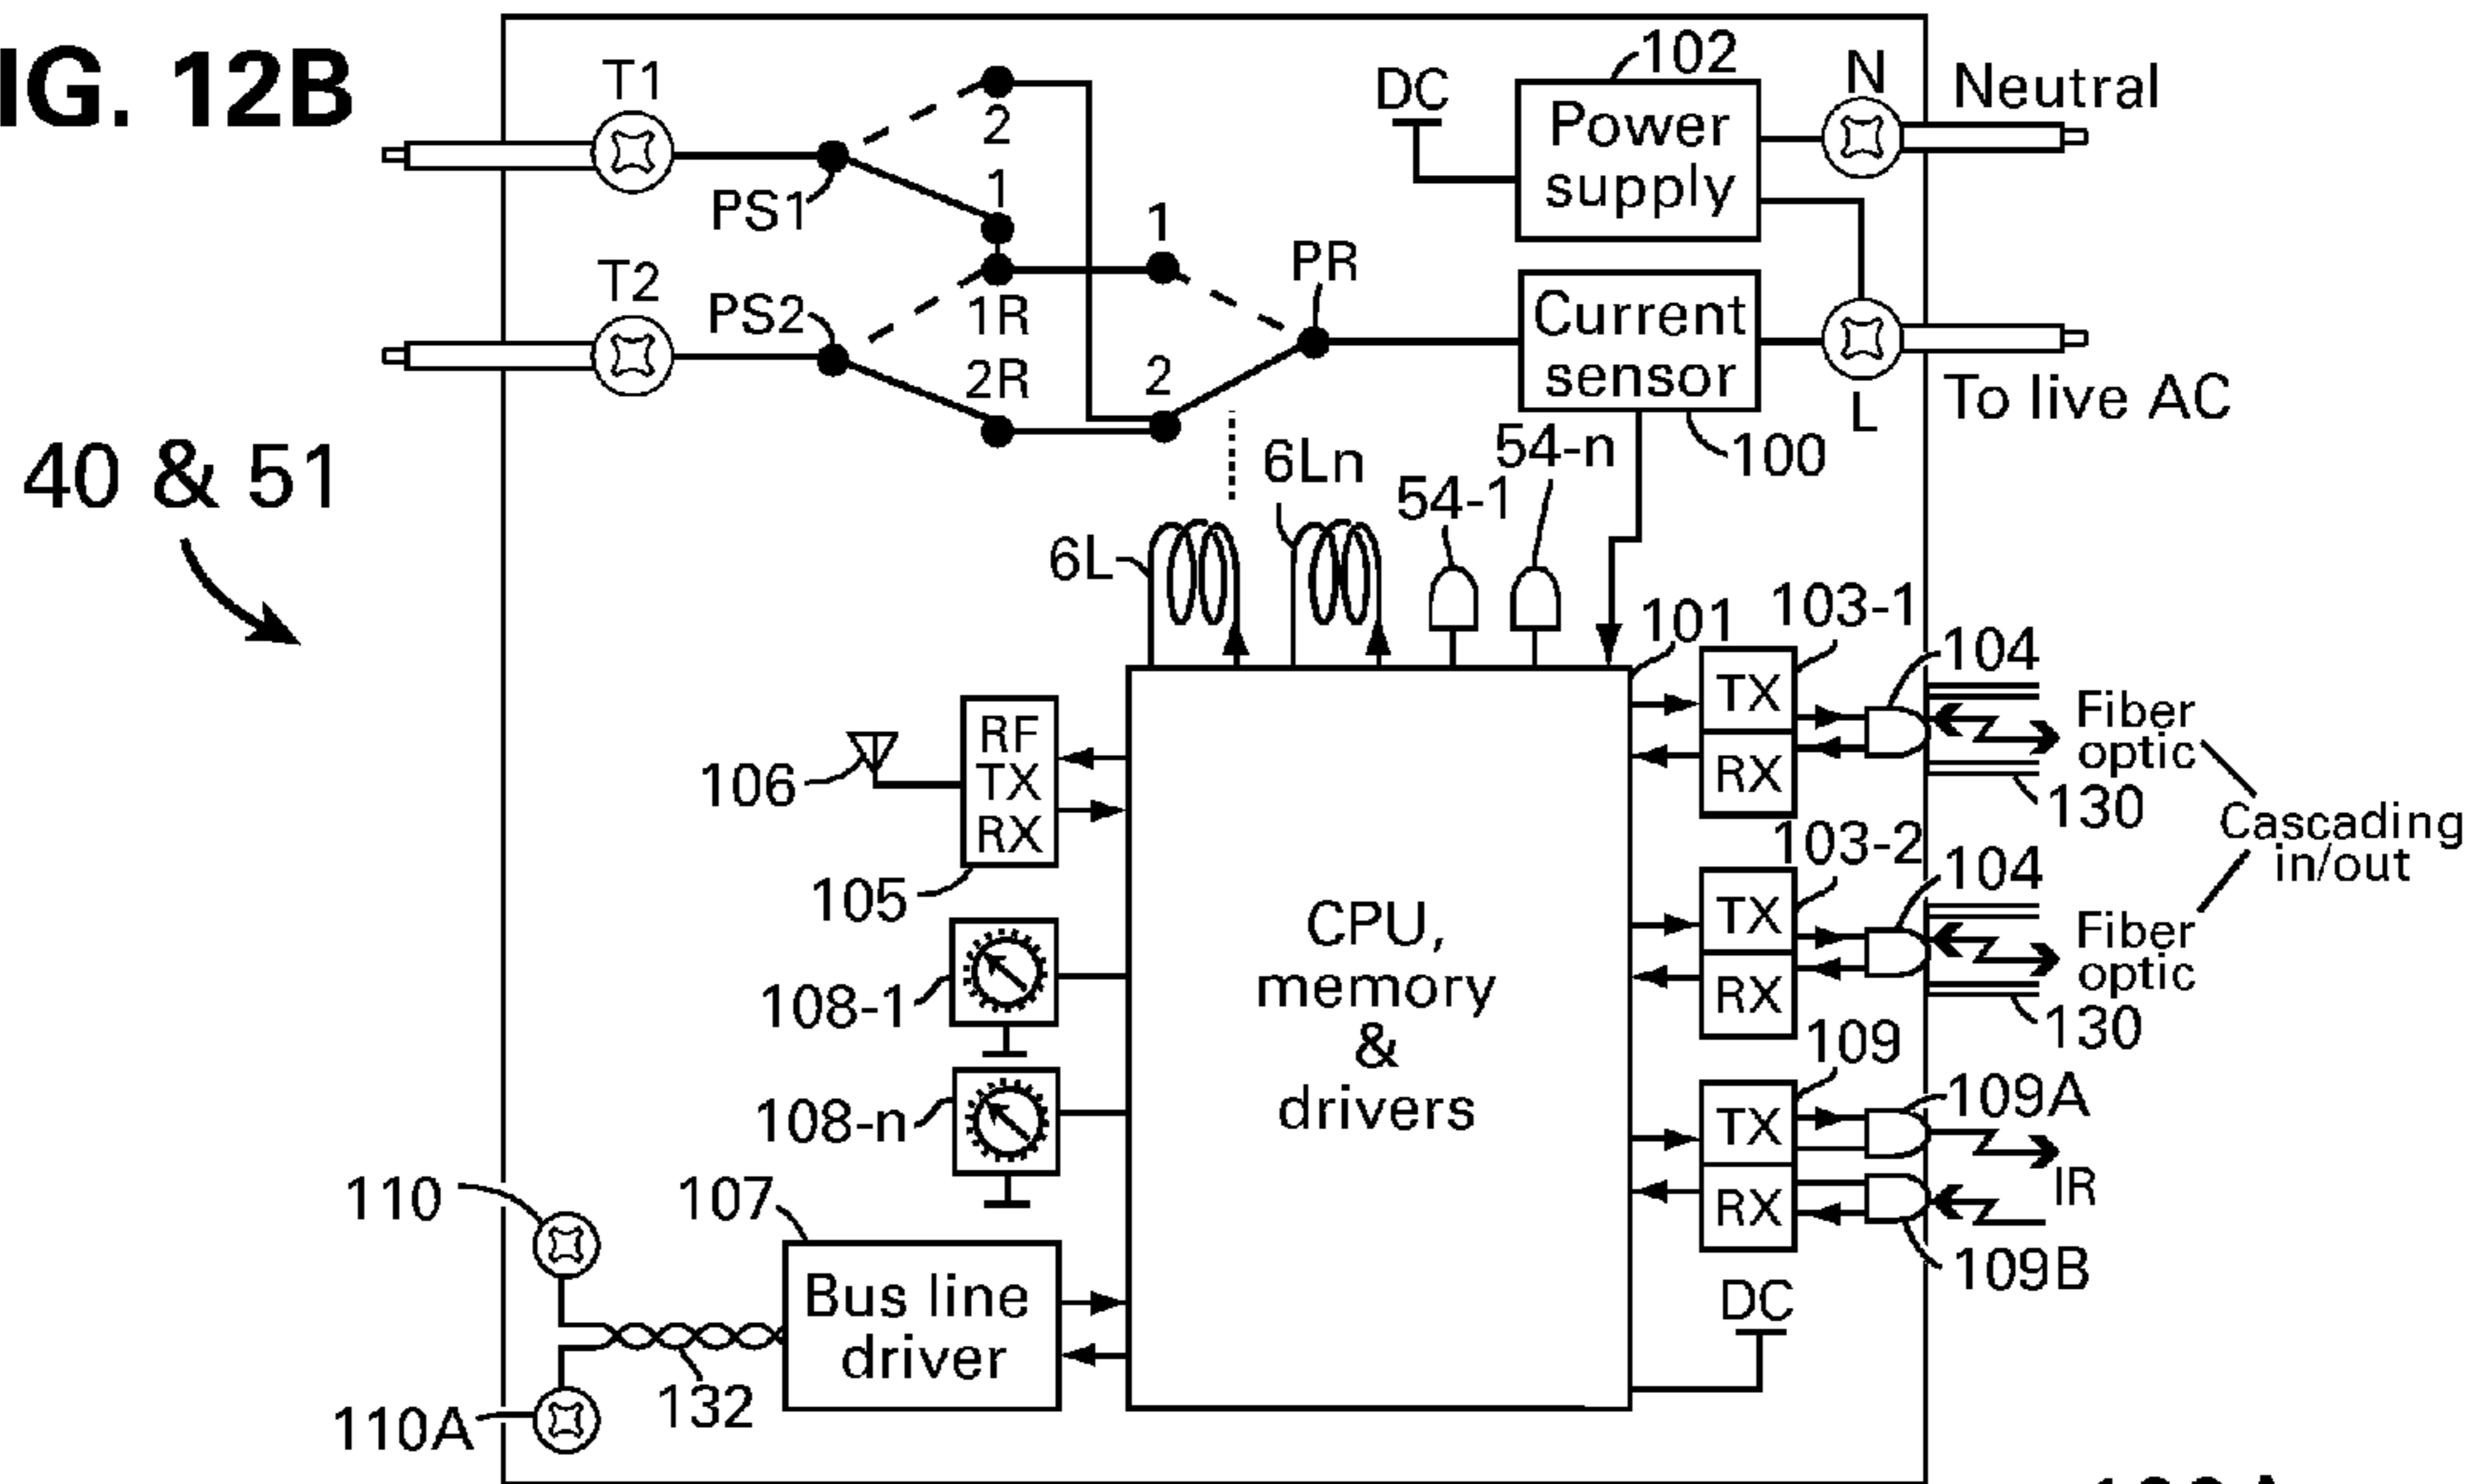 IG. 12B
T1
2
PS1
1
1
T2
PS2
1R
2R
2
PR
DC
102
Power
supply
N
Neutral
Current
sensor
L
To live AC
100
40 & 51
6L
6Ln
54-1
54-n
101
103-1
TX
RX
104
Fiber
optic
130
Cascading
in/out
103-2
TX
RX
104
Fiber
optic
130
109
TX
RX
109A
IR
109B
DC
106
RF
TX
RX
105
108-1
108-n
CPU,
memory
&
drivers
110
107
Bus line
driver
132
110A